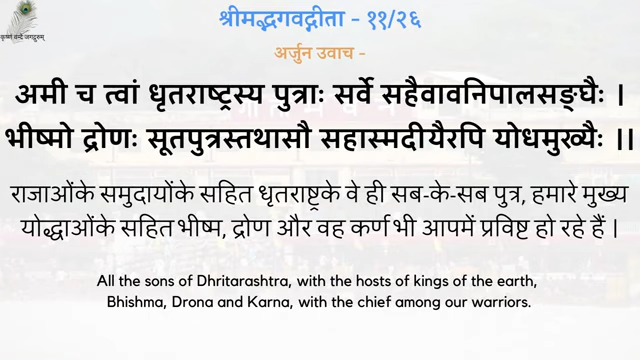 श्रीमद्भगवद्गीता - ११/२६
कृष्णं वन्दे जगद्गुरुम्
अर्जुन उवाच -
अमी च त्वां धृतराष्ट्रस्य पुत्राः सर्वे सहैवावनिपालसङ्घैः ।
भीष्मो द्रोणः सूतपुत्रस्तथासौ सहास्मदीयैरपि योधमुख्यैः ।।
राजाओंके समुदायोंके सहित धृतराष्ट्रके वे ही सब-के-सब पुत्र, हमारे मुख्य
योद्धाओंके सहित भीष्म, द्रोण और वह कर्ण भी आपमें प्रविष्ट हो रहे हैं ।
All the sons of Dhritarashtra, with the hosts of kings of the earth,
Bhishma, Drona and Karna, with the chief among our warriors.